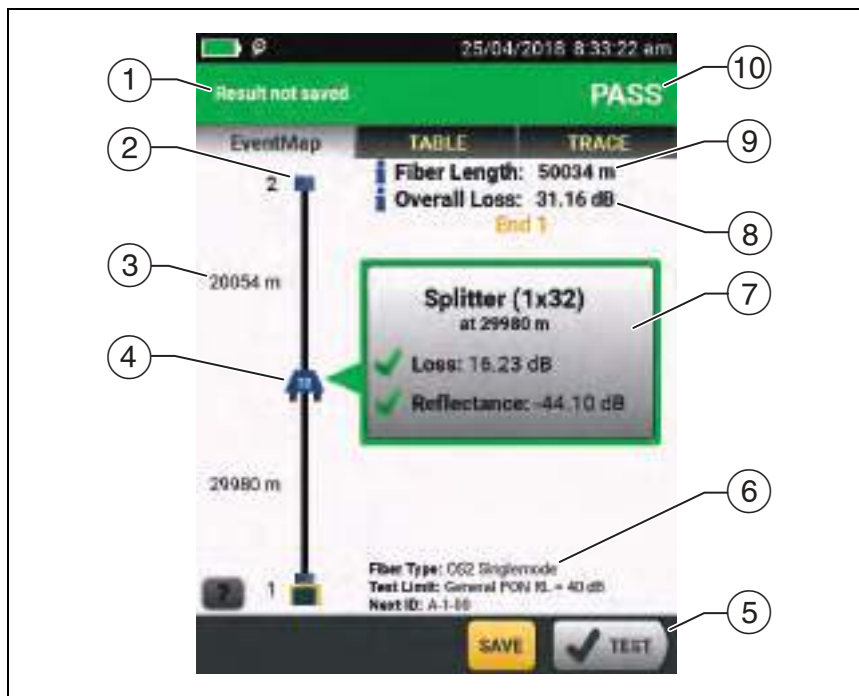 25/04/2018 8:33:22 am
1
Result not saved
PASS
10
EventMap
TABLE
TRACE
2
2
Fiber Length: 50034 m
9
Overall Loss: 31.16 dB
8
End 1
3
20054 m
Splitter (1x32)
at 29980 m
7
4
Loss: 16.23 dB
Reflectance: -44.10 dB
29980 m
6
Fiber Type: OS2 Singlemode
Test Limit: General PON RL = 40 dB
Next ID:
?
1
5
SAVE
TEST